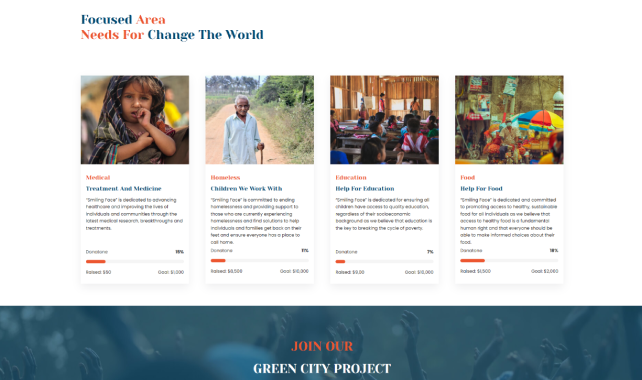 Focused Area
Needs For Change The World
Medical
Treatment And Medicine
"Smiling Face" is dedicated to advancing
healthcare and improving the lives of
individuals and communities through the
latest medical research, breakthroughs and
treatments.
Donations 15%
Raised: $90 Goal: $1,000
Homeless
Children We Work With
"Smiling Face" is committed to ending
homelessness and providing support to
those who are currently experiencing
homelessness and find solutions to help
individuals and families get back on their
feet and ensure everyone has a place to
call home.
Donations 11%
Raised: $8,000 Goal: $10,000
Education
Help For Education
"Smiling Face" is dedicated for ensuring all
children have access to quality education,
regardless of their socioeconomic
background as we believe that education is
the key to breaking the cycle of poverty.
Donations 7%
Raised: $9,00 Goal: $10,000
Food
Help For Food
"Smiling Face" is dedicated and committed
to promoting access to healthy, sustainable
food for all individuals as we believe that
access to healthy food is a fundamental
human right and that everyone should be
able to make informed choices about their
food.
Donations 18%
Raised: $1,500 Goal: $2,000
JOIN OUR
GREEN CITY PROJECT